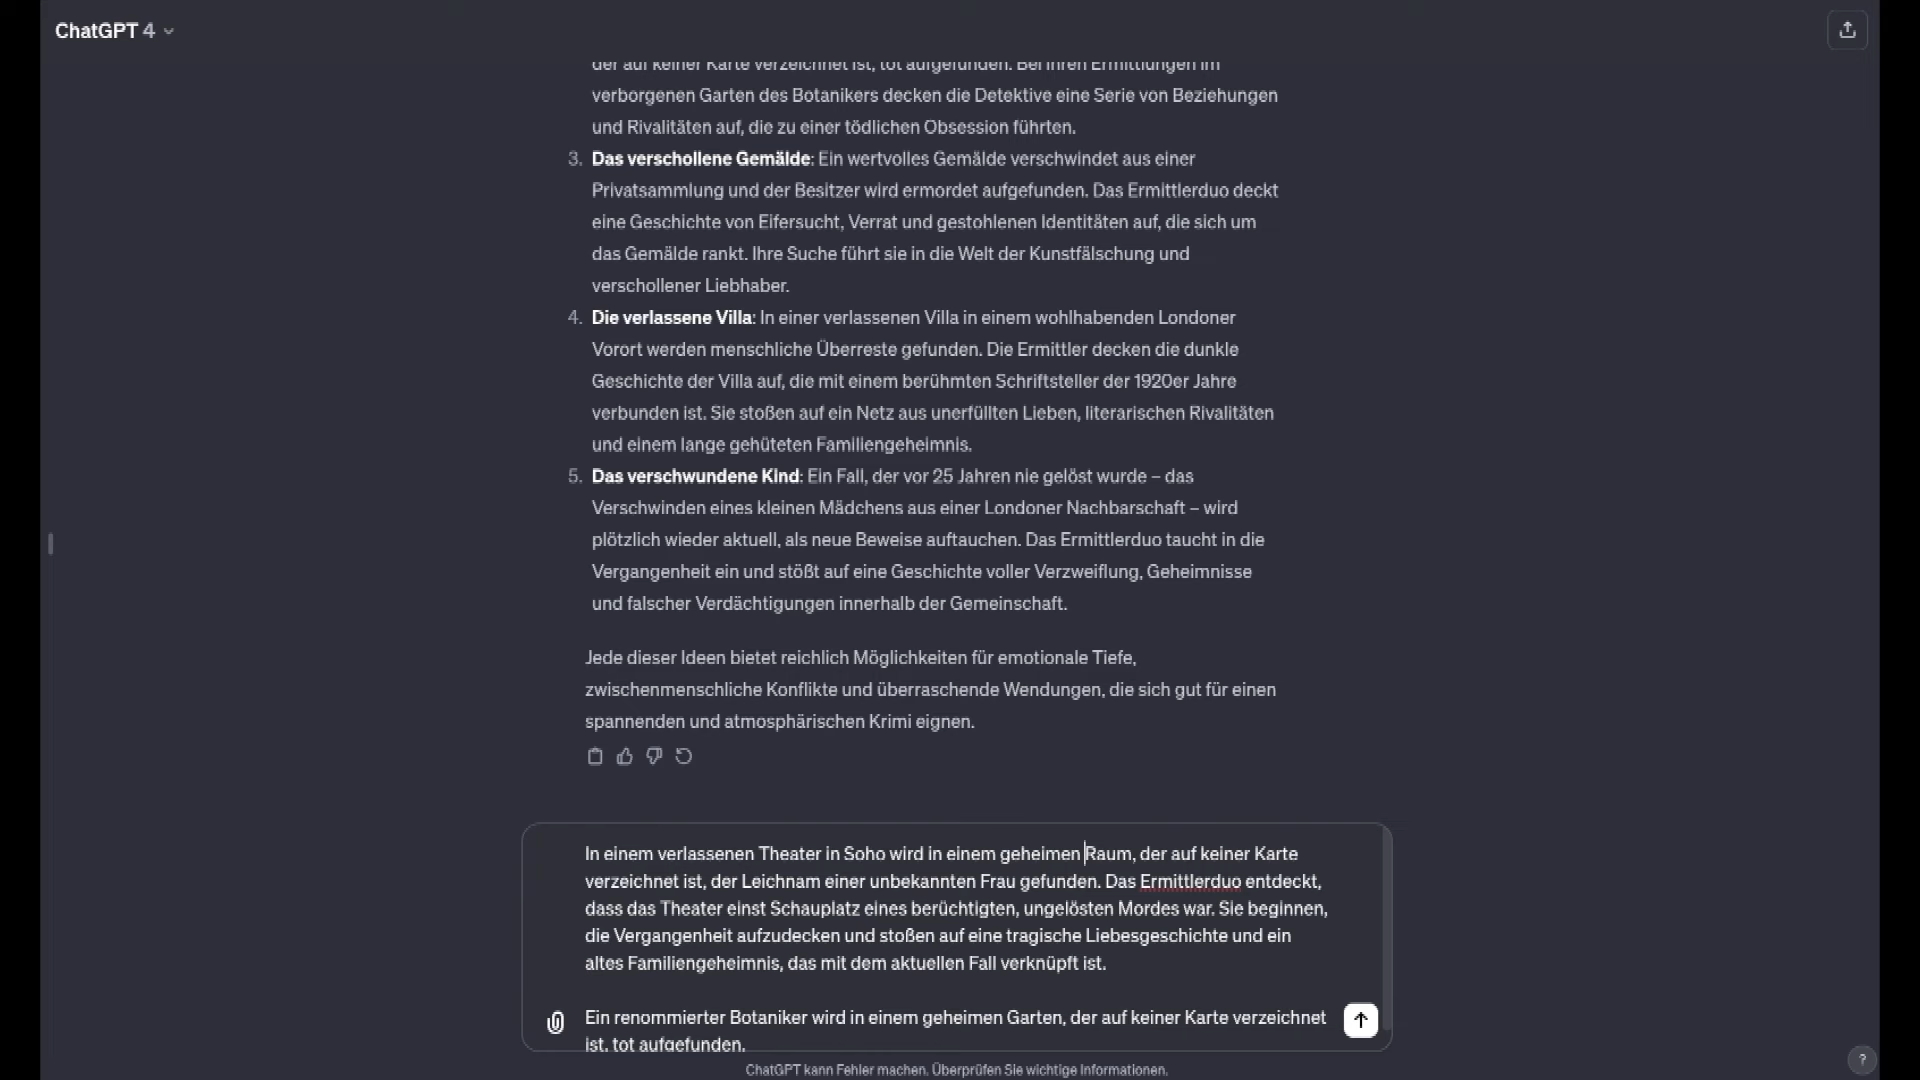 ChatGPT 4
der auf keiner Karte verzeichnet ist, tot aufgefunden. Bei ihren Ermittlungen im
verborgenen Garten des Botanikers decken die Detektive eine Serie von Beziehungen
und Rivalitäten auf, die zu einer tödlichen Obsession führten.
3. Das verschollene Gemälde: Ein wertvolles Gemälde verschwindet aus einer
Privatsammlung und der Besitzer wird ermordet aufgefunden. Das Ermittlerduo deckt
eine Geschichte von Eifersucht, Verrat und gestohlenen Identitäten auf, die sich um
das Gemälde rankt. Ihre Suche führt sie in die Welt der Kunstfälschung und
verschollener Liebhaber.
4. Die verlassene Villa: In einer verlassenen Villa in einem wohlhabenden Londoner
Vorort werden menschliche Überreste gefunden. Die Ermittler decken die dunkle
Geschichte der Villa auf, die mit einem berühmten Schriftsteller der 1920er Jahre
verbunden ist. Sie stoßen auf ein Netz aus unerfüllten Lieben, literarischen Rivalitäten
und einem lange gehüteten Familiengeheimnis.
5. Das verschwundene Kind: Ein Fall, der vor 25 Jahren nie gelöst wurde – das
Verschwinden eines kleinen Mädchens aus einer Londoner Nachbarschaft – wird
plötzlich wieder aktuell, als neue Beweise auftauchen. Das Ermittlerduo taucht in die
Vergangenheit ein und stößt auf eine Geschichte voller Verzweiflung, Geheimnisse
und falscher Verdächtigungen innerhalb der Gemeinschaft.
Jede dieser Ideen bietet reichlich Möglichkeiten für emotionale Tiefe,
zwischenmenschliche Konflikte und überraschende Wendungen, die sich gut für einen
spannenden und atmosphärischen Krimi eignen.
In einem verlassenen Theater in Soho wird in einem geheimen Raum, der auf keiner Karte
verzeichnet ist, der Leichnam einer unbekannten Frau gefunden. Das Ermittlerduo entdeckt,
dass das Theater einst Schauplatz eines berüchtigten, ungelösten Mordes war. Sie beginnen,
die Vergangenheit aufzudecken und stoßen auf eine tragische Liebesgeschichte und ein
altes Familiengeheimnis, das mit dem aktuellen Fall verknüpft ist.
Ein renommierter Botaniker wird in einem geheimen Garten, der auf keiner Karte verzeichnet
ist, tot aufgefunden.
ChatGPT kann Fehler machen. Überprüfen Sie wichtige Informationen.
?